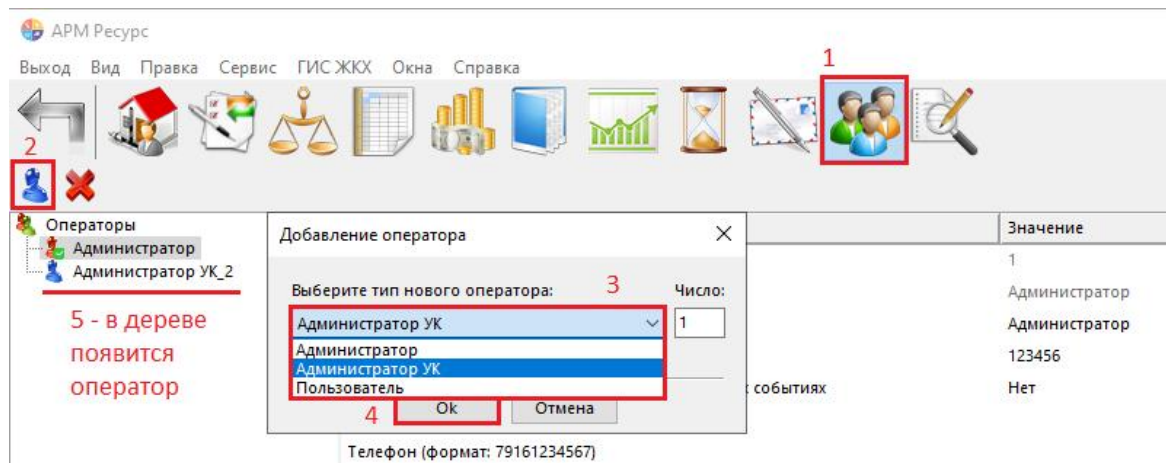 АРМ Ресурс
Выход Вид Правка Сервис ГИС ЖКХ Окна Справка
1
2
Операторы
Администратор
Администратор УК_2
5 - в дереве
появится
оператор
Добавление оператора
Выберите тип нового оператора:
3
Число:
Администратор УК
1
Администратор
Администратор УК
Пользователь
4
Ok
Отмена
Значение
1
Администратор
Администратор
123456
событиях
Нет
Телефон (формат: 79161234567)